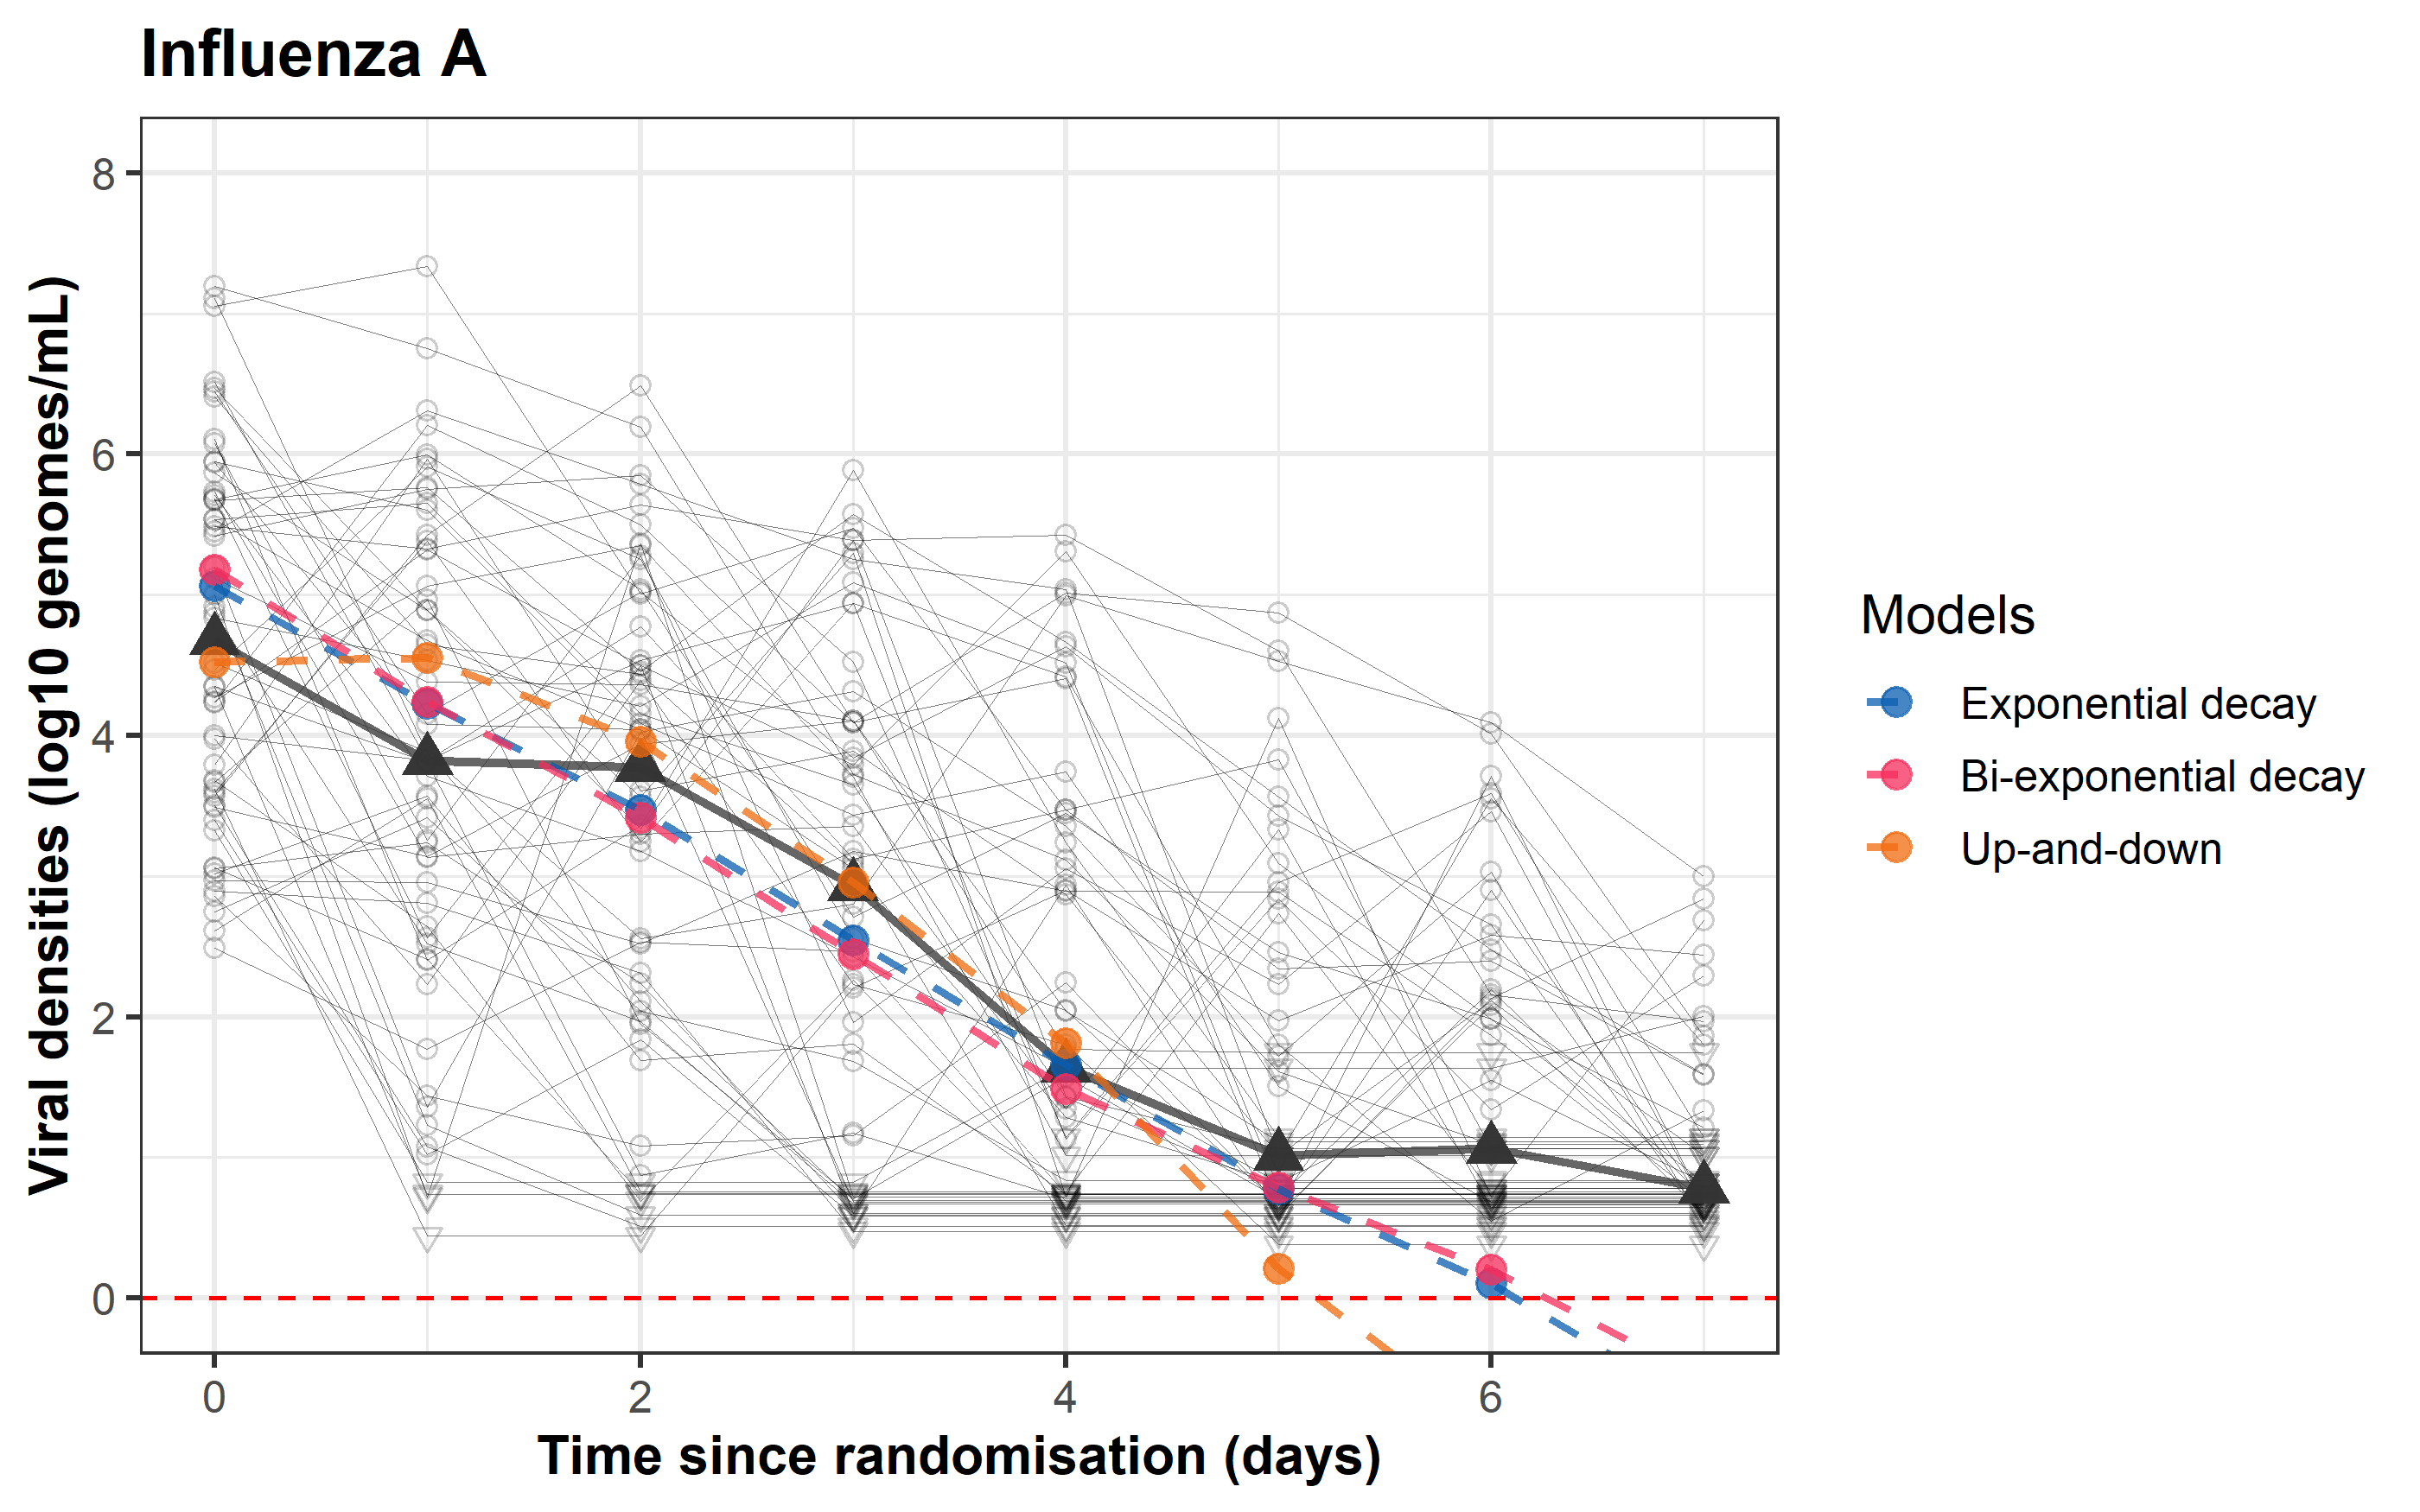 Influenza A
Viral densities (log10 genomes/mL)
8
6
4
2
0
0 2 4 6
Time since randomisation (days)
Models
Exponential decay
Bi-exponential decay
Up-and-down